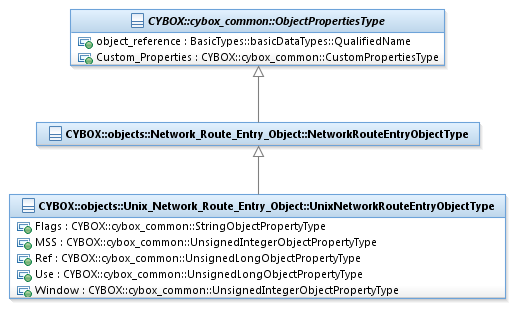 CYBOX::cybox_common::ObjectPropertiesType
object_reference : BasicTypes::basicDataTypes::QualifiedName
Custom_Properties : CYBOX::cybox_common::CustomPropertiesType
CYBOX::objects::Network_Route_Entry_Object::NetworkRouteEntryObjectType
CYBOX::objects::Unix_Network_Route_Entry_Object::UnixNetworkRouteEntryObjectType
Flags : CYBOX::cybox_common::StringObjectPropertyType
MSS : CYBOX::cybox_common::UnsignedIntegerObjectPropertyType
Ref : CYBOX::cybox_common::UnsignedLongObjectPropertyType
Use : CYBOX::cybox_common::UnsignedLongObjectPropertyType
Window : CYBOX::cybox_common::UnsignedIntegerObjectPropertyType